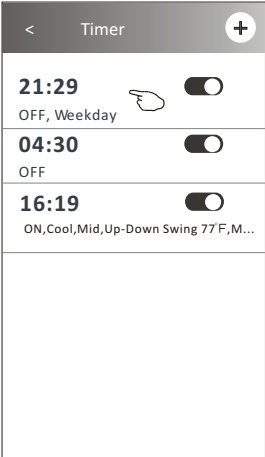 < Timer +
21:29
OFF, Weekday
04:30
OFF
16:19
ON,Cool,Mid,Up-Down Swing 77°F,M...